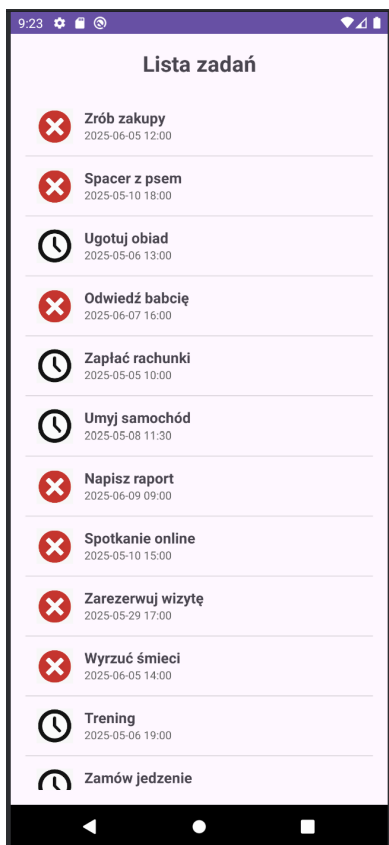 9:23
Lista zadań
Zrób zakupy
2025-06-05 12:00
Spacer z psem
2025-05-10 18:00
Ugotuj obiad
2025-05-06 13:00
Odwiedź babcię
2025-06-07 16:00
Zapłać rachunki
2025-05-05 10:00
Umyj samochód
2025-05-08 11:30
Napisz raport
2025-06-09 09:00
Spotkanie online
2025-05-10 15:00
Zarezerwuj wizytę
2025-05-29 17:00
Wyrzuć śmieci
2025-06-05 14:00
Trening
2025-05-06 19:00
Zamów jedzenie